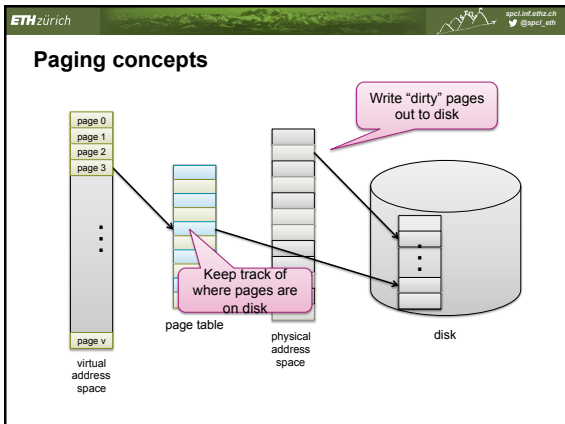 ETH zürich
spcl.inf.ethz.ch
@spcl_eth
Paging concepts
Write “dirty” pages
out to disk
page 0
page 1
page 2
page 3
Keep track of
where pages are
on disk
page v
page table
physical
address
space
disk
virtual
address
space